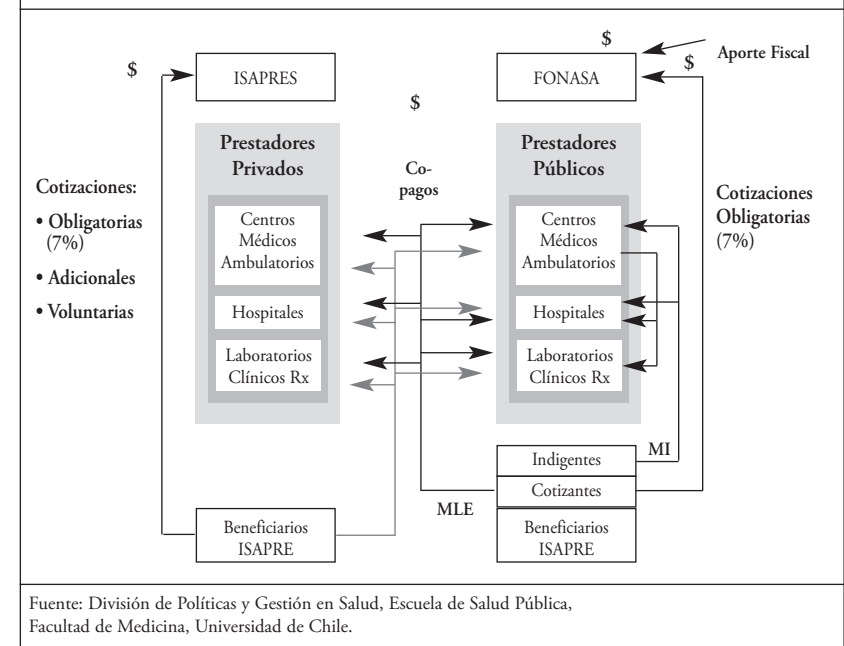 $
$
Aporte Fiscal
$
ISAPRES
FONASA
$
Prestadores
Privados
Prestadores
Públicos
Co-
pagos
Cotizaciones:
• Obligatorias
(7%)
• Adicionales
• Voluntarias
Centros
Médicos
Ambulatorios
Hospitales
Laboratorios
Clínicos Rx
Centros
Médicos
Ambulatorios
Hospitales
Laboratorios
Clínicos Rx
Cotizaciones
Obligatorias
(7%)
Indigentes
MI
Cotizantes
MLE
Beneficiarios
ISAPRE
Beneficiarios
ISAPRE
Fuente: División de Políticas y Gestión en Salud, Escuela de Salud Pública,
Facultad de Medicina, Universidad de Chile.